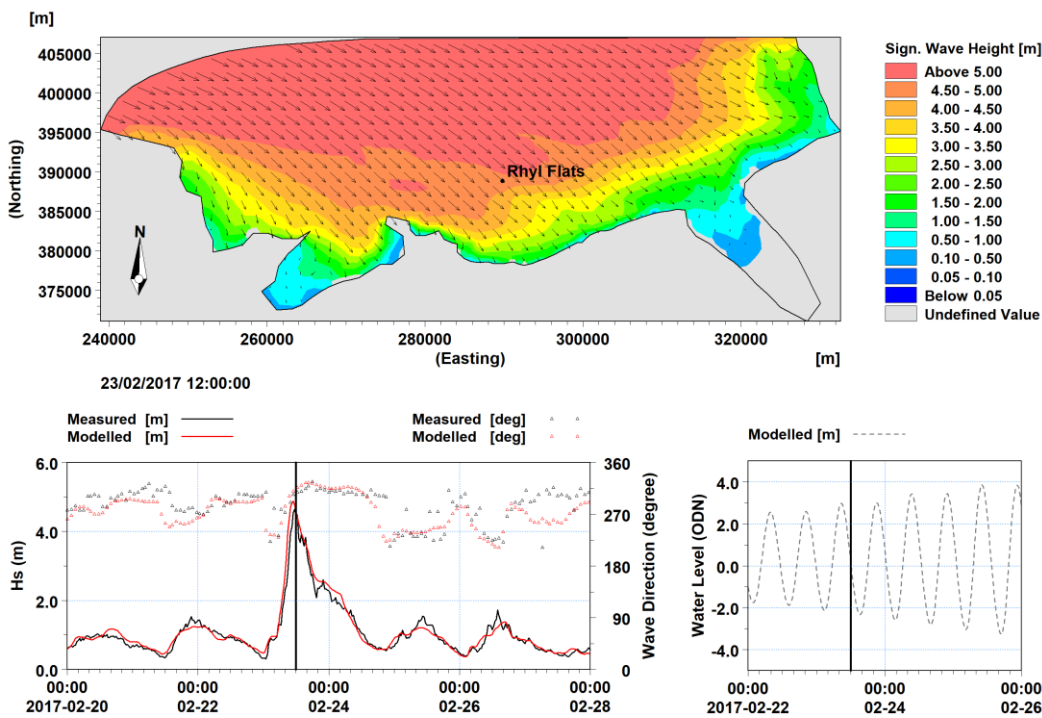 [m]
405000
400000
395000
390000
385000
380000
375000
(Northing)
Rhyl Flats
N
240000 260000 280000 300000 320000
(Easting) [m]
Sign. Wave Height [m]
Above 5.00
4.50 - 5.00
4.00 - 4.50
3.50 - 4.00
3.00 - 3.50
2.50 - 3.00
2.00 - 2.50
1.50 - 2.00
1.00 - 1.50
0.50 - 1.00
0.10 - 0.50
0.05 - 0.10
Below 0.05
Undefined Value
23/02/2017 12:00:00
Measured [m]
Modelled [m]
Measured [deg]
Modelled [deg]
6.0
4.0
2.0
0.0
Hs (m)
360
270
180
90
0
Wave Direction (degree)
00:00 00:00 00:00 00:00 00:00
2017-02-20 02-22 02-24 02-26 02-28
Modelled [m]
4.0
2.0
0.0
-2.0
-4.0
Water Level (ODN)
00:00 00:00 00:00
2017-02-22 02-24 02-26